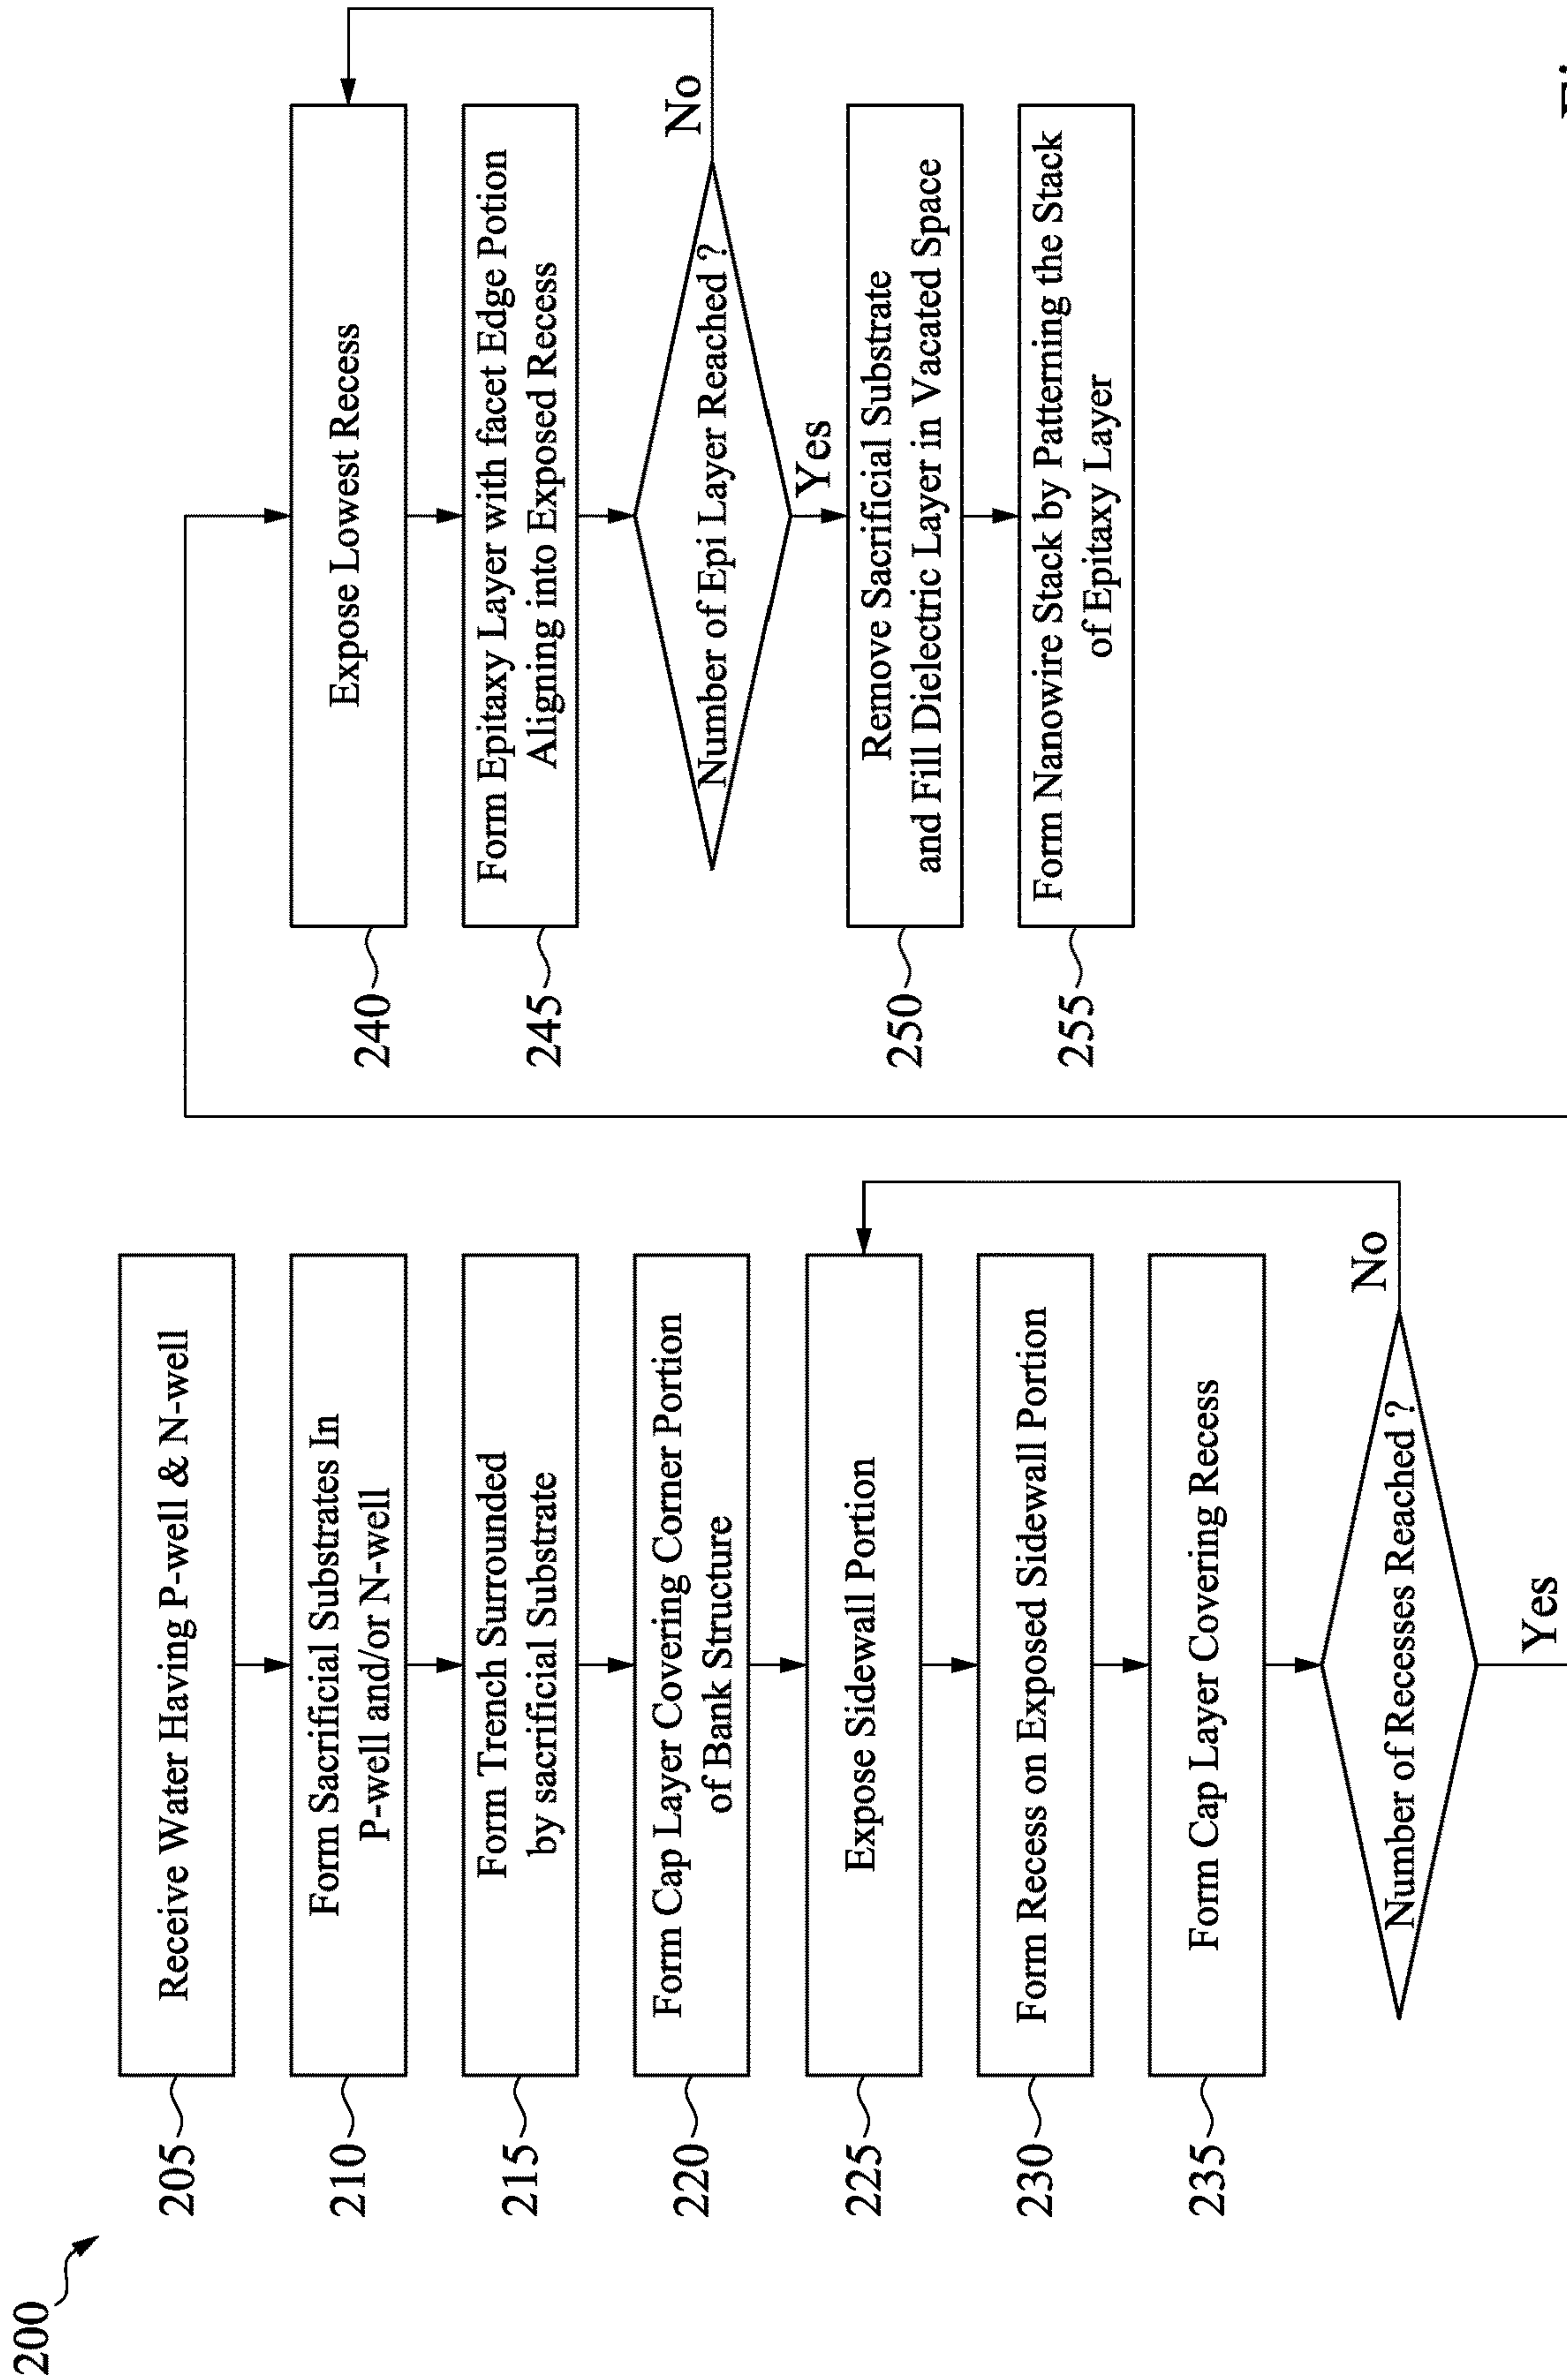 200
205
Receive Water Having P-well & N-well
210
Form Sacrificial Substrates In
P-well and/or N-well
215
Form Trench Surrounded
by sacrificial Substrate
220
Form Cap Layer Covering Corner Portion
of Bank Structure
225
Expose Sidewall Portion
230
Form Recess on Exposed Sidewall Portion
235
Form Cap Layer Covering Recess
Number of Recesses Reached ?
No
Yes
240
Expose Lowest Recess
245
Form Epitaxy Layer with facet Edge Potion
Aligning into Exposed Recess
Number of Epi Layer Reached ?
No
Yes
250
Remove Sacrificial Substrate
and Fill Dielectric Layer in Vacated Space
255
Form Nanowire Stack by Patterning the Stack
of Epitaxy Layer